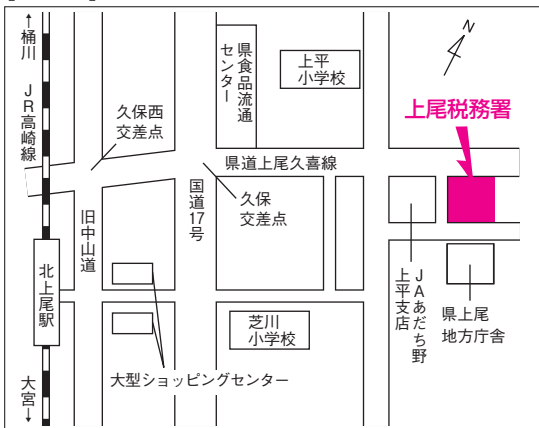 ←桶川
JR高崎線
北上尾駅
大宮→
久保西
交差点
旧中山道
国道17号
県食品流通
センター
上平
小学校
県道上尾久喜線
久保
交差点
大型ショッピングセンター
芝川
小学校
N
上尾税務署
JAあだち野
上平支店
県上尾
地方庁舎